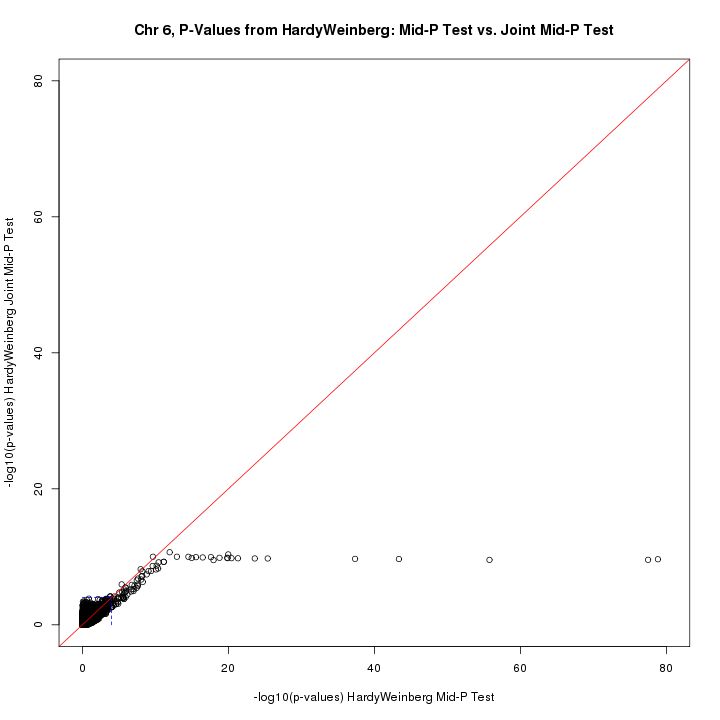 Chr 6, P-Values from HardyWeinberg: Mid-P Test vs. Joint Mid-P Test
-log10(p-values) HardyWeinberg Joint Mid-P Test
80
60
40
20
0
0 20 40 60 80
-log10(p-values) HardyWeinberg Mid-P Test